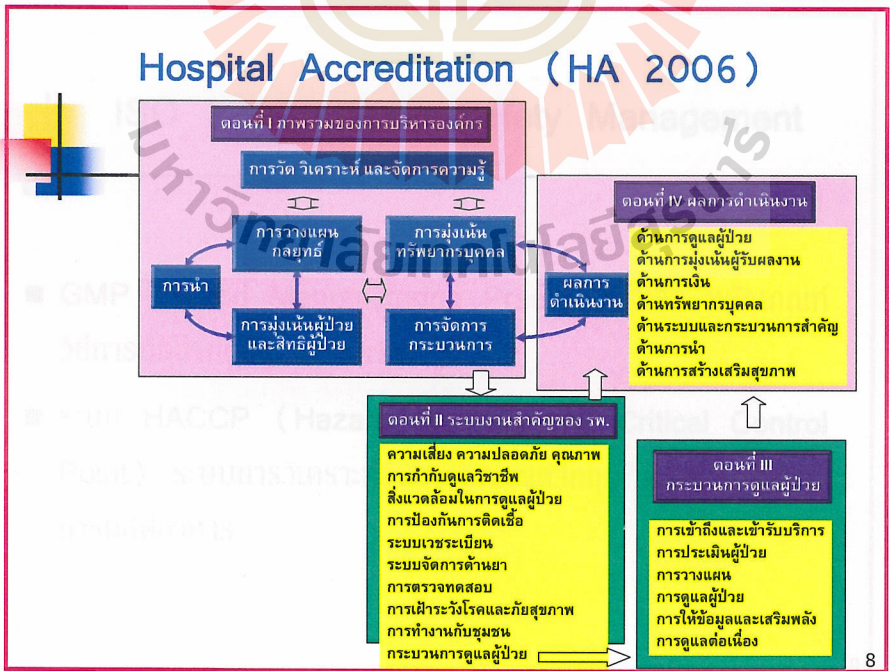 Hospital Accreditation (HA 2006)
ตอนที่ I ภาพรวมของการบริหารองค์กร
การวัด วิเคราะห์ และจัดการความรู้
การวางแผน
กลยุทธ์
การมุ่งเน้น
ทรัพยากรบุคคล
การนำ
ผลการ
ดำเนินงาน
การมุ่งเน้นผู้ป่วย
และสิทธิผู้ป่วย
การจัดการ
กระบวนการ
ตอนที่ IV ผลการดำเนินงาน
ด้านการดูแลผู้ป่วย
ด้านการมุ่งเน้นผู้รับผลงาน
ด้านการเงิน
ด้านทรัพยากรบุคคล
ด้านระบบและกระบวนการสำคัญ
ด้านการนำ
ด้านการสร้างเสริมสุขภาพ
ตอนที่ II ระบบงานสำคัญของ รพ.
ความเสี่ยง ความปลอดภัย คุณภาพ
การกำกับดูแลวิชาชีพ
สิ่งแวดล้อมในการดูแลผู้ป่วย
การป้องกันการติดเชื้อ
ระบบเวชระเบียน
ระบบจัดการด้านยา
การตรวจทดสอบ
การเฝ้าระวังโรคและภัยสุขภาพ
การทำงานกับชุมชน
กระบวนการดูแลผู้ป่วย
ตอนที่ III
กระบวนการดูแลผู้ป่วย
การเข้าถึงและเข้ารับบริการ
การประเมินผู้ป่วย
การวางแผน
การดูแลผู้ป่วย
การให้ข้อมูลและเสริมพลัง
การดูแลต่อเนื่อง
8
Management
GMP
HACCP (
Critical Control
Point)